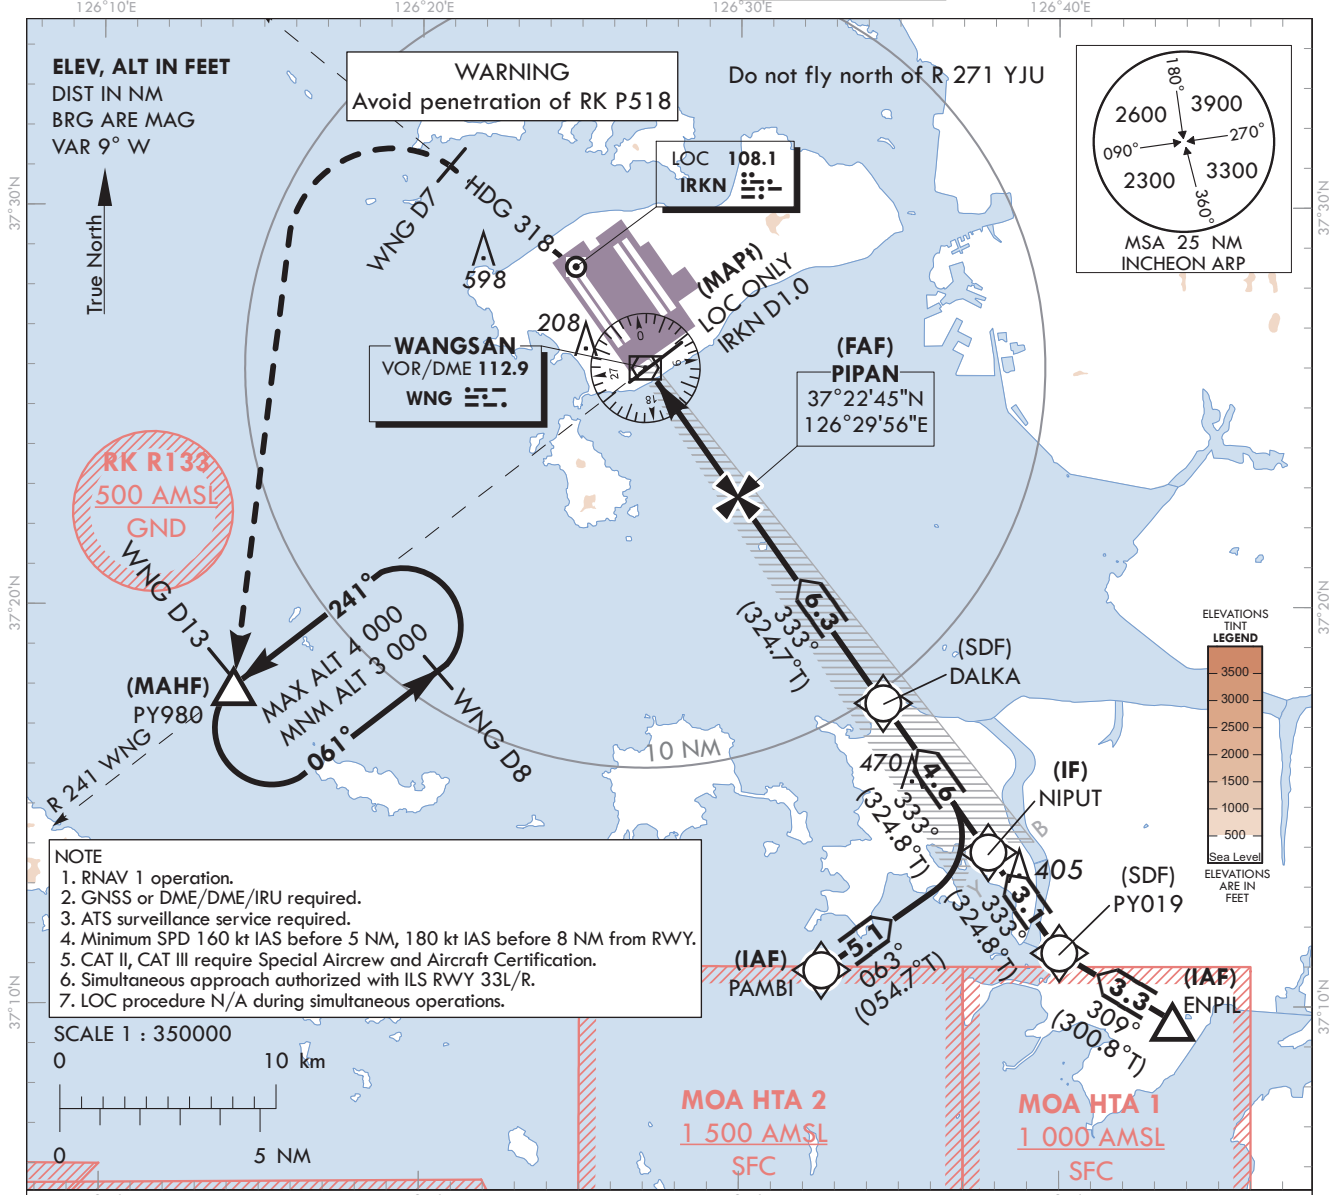 126°10'E
126°20'E
126°30'E
126°40'E
ELEV, ALT IN FEET
DIST IN NM
BRG ARE MAG
VAR 9° W
True North
WARNING
Avoid penetration of RK P518
Do not fly north of R 271 YJU
180°
2600
3900
090°
270°
2300
3300
360°
MSA 25 NM
INCHEON ARP
37°30'N
37°30'N
LOC 108.1
IRKN
WNG D7
HDG 318
598
208
(MAPt)
LOC ONLY
IRKN D1.0
WANGSAN
VOR/DME 112.9
WNG
0
9
18
27
(FAF)
PIPAN
37°22'45"N
126°29'56"E
RK R133
500 AMSL
GND
WNG D13
241°
MAX ALT 4 000
MNM ALT 3 000
061°
WNG D8
(MAHF)
PY980
R 241 WNG
37°20'N
37°20'N
6.3
333°
(324.7°T)
(SDF)
DALKA
10 NM
470
4.6
333°
(324.8°T)
(IF)
NIPUT
B
Y
405
3.1
333°
(324.8°T)
(SDF)
PY019
(IAF)
PAMBI
5.1
063°
(054.7°T)
(IAF)
ENPIL
3.3
309°
(300.8°T)
ELEVATIONS
TINT
LEGEND
3500
3000
2500
2000
1500
1000
500
Sea Level
ELEVATIONS
ARE IN
FEET
NOTE
1. RNAV 1 operation.
2. GNSS or DME/DME/IRU required.
3. ATS surveillance service required.
4. Minimum SPD 160 kt IAS before 5 NM, 180 kt IAS before 8 NM from RWY.
5. CAT II, CAT III require Special Aircrew and Aircraft Certification.
6. Simultaneous approach authorized with ILS RWY 33L/R.
7. LOC procedure N/A during simultaneous operations.
37°10'N
37°10'N
SCALE 1 : 350000
0
10 km
0
5 NM
MOA HTA 2
1 500 AMSL
SFC
MOA HTA 1
1 000 AMSL
SFC